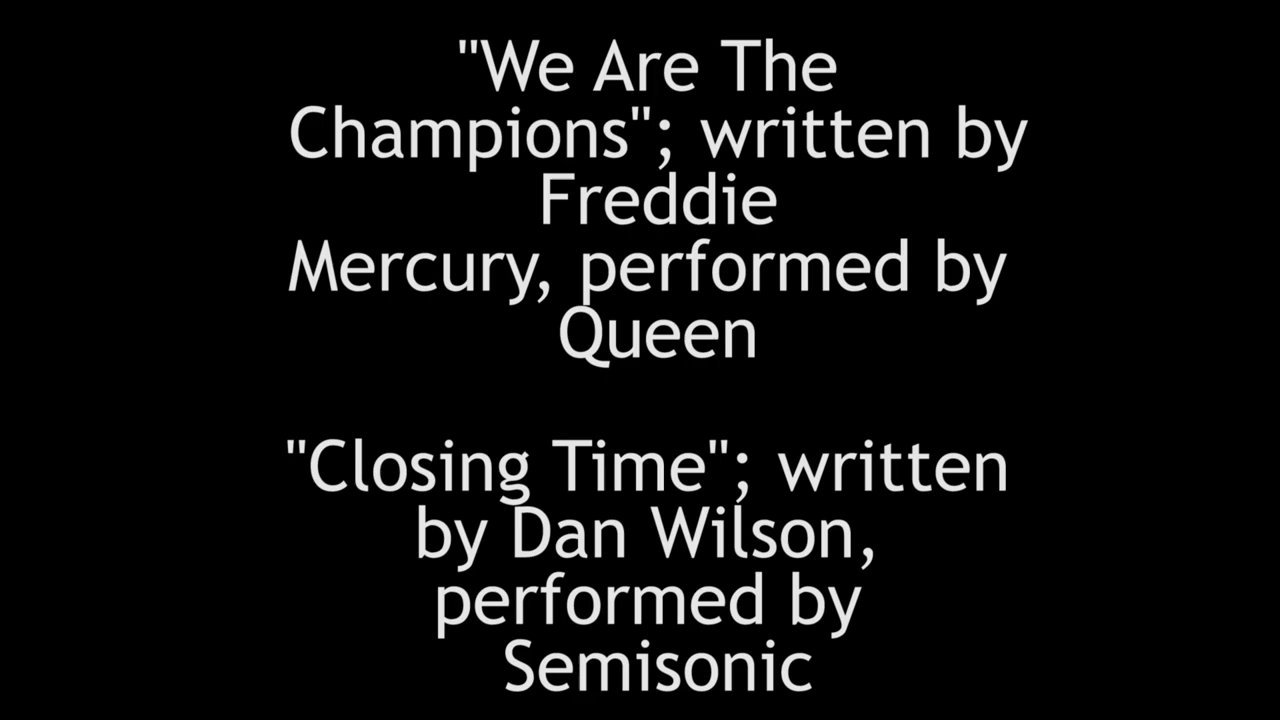 "We Are The
Champions"; written by
Freddie
Mercury, performed by
Queen
"Closing Time"; written
by Dan Wilson,
performed by
Semisonic